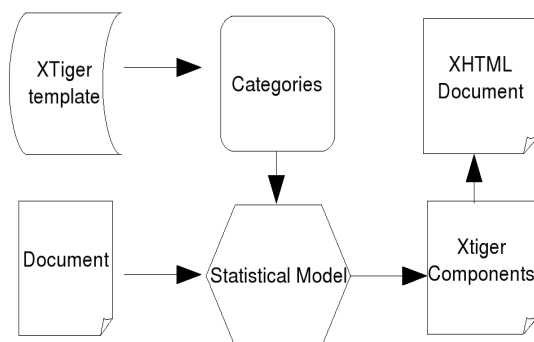 XTiger
template
Categories
XHTML
Document
Document
Statistical Model
Xtiger
Components